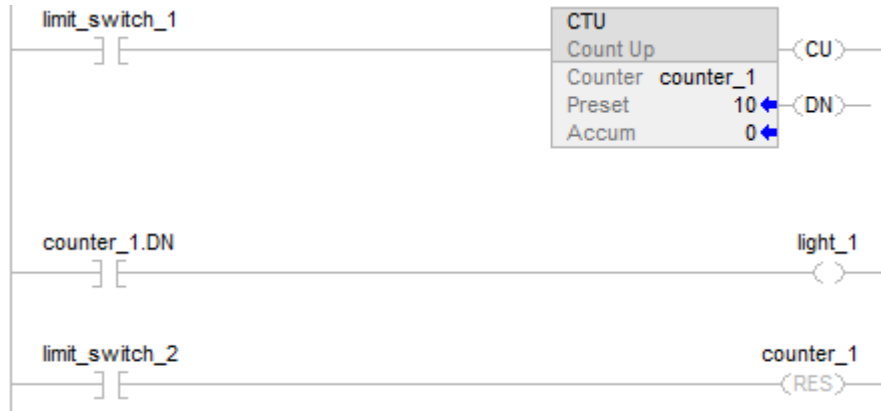 limit_switch_1
CTU
Count Up
CU
Counter counter_1
Preset 10
DN
Accum 0
counter_1.DN
light_1
limit_switch_2
counter_1
RES